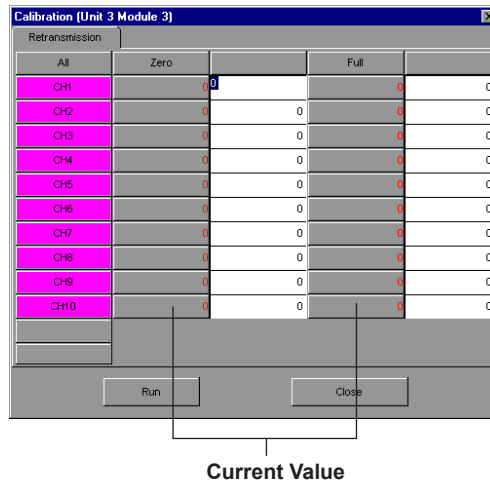 Calibration (Unit 3 Module 3)
Retransmission
All Zero Full
CH1 0 0 0 0
CH2 0 0 0 0
CH3 0 0 0 0
CH4 0 0 0 0
CH5 0 0 0 0
CH6 0 0 0 0
CH7 0 0 0 0
CH8 0 0 0 0
CH9 0 0 0 0
CH10 0 0 0 0
Run Close
Current Value